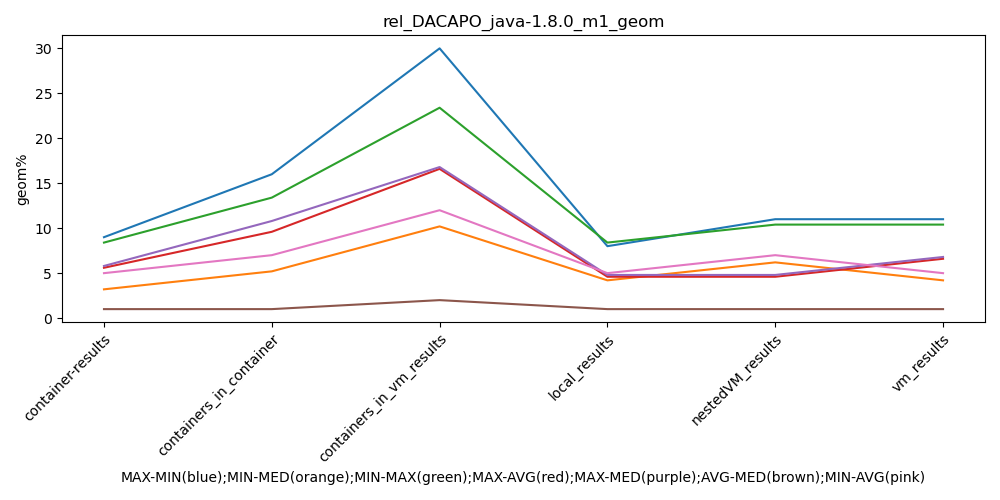 rel_DACAPO_java-1.8.0_m1_geom
geom%
30
25
20
15
10
5
0
container-results
containers_in_container
containers_in_vm_results
local_results
nestedVM_results
vm_results
MAX-MIN(blue);MIN-MED(orange);MIN-MAX(green);MAX-AVG(red);MAX-MED(purple);AVG-MED(brown);MIN-AVG(pink)